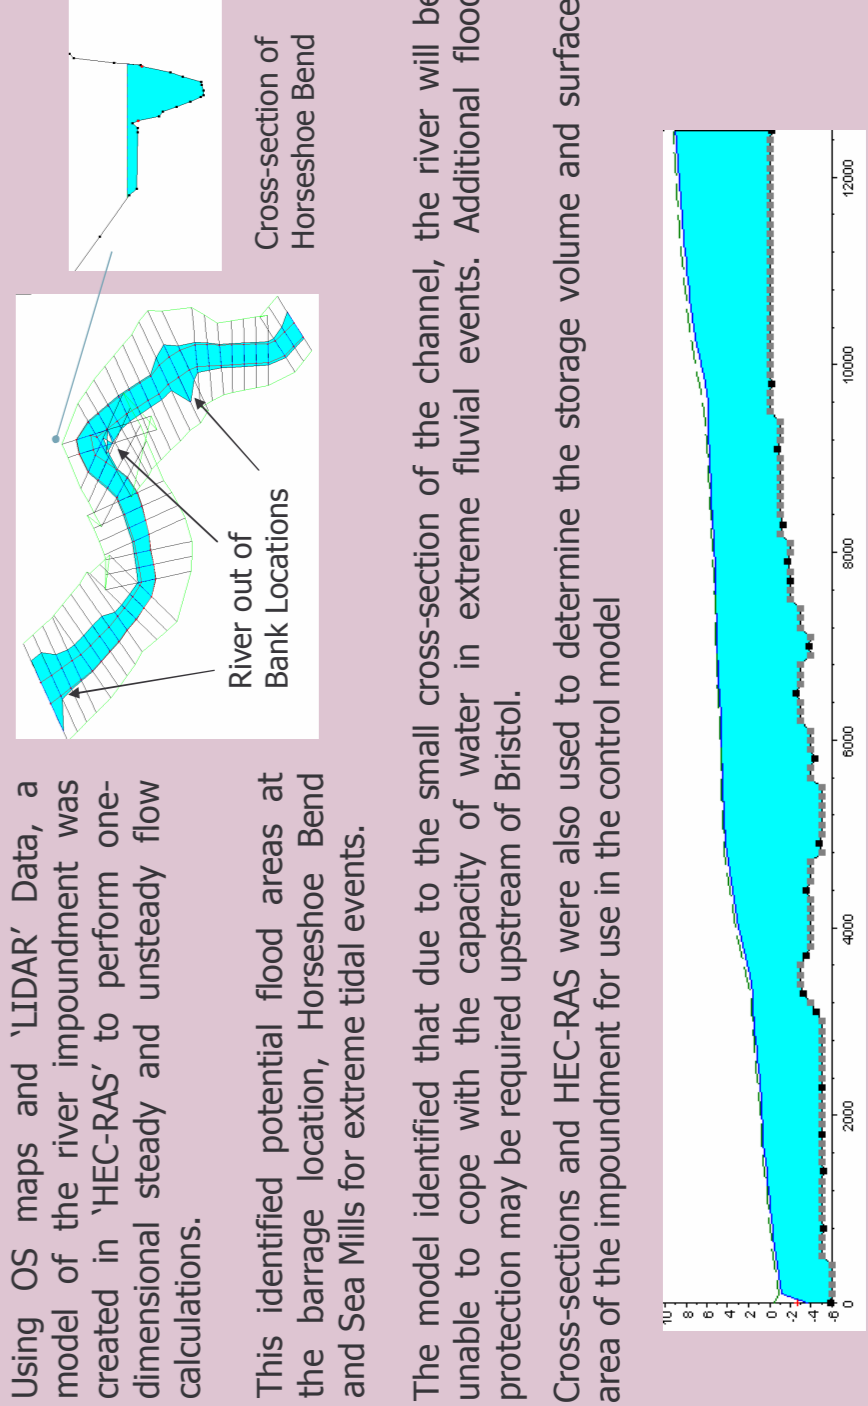 Using OS maps and ‘LIDAR’ Data, a
model of the river impoundment was
created in ‘HEC-RAS’ to perform one-
dimensional steady and unsteady flow
calculations.
This identified potential flood areas at
the barrage location, Horseshoe Bend
and Sea Mills for extreme tidal events.
River out of
Bank Locations
Cross-section of
Horseshoe Bend
The model identified that due to the small cross-section of the channel, the river will be
unable to cope with the capacity of water in extreme fluvial events. Additional flood
protection may be required upstream of Bristol.
Cross-sections and HEC-RAS were also used to determine the storage volume and surface
area of the impoundment for use in the control model
10
8
6
4
2
0
-2
-4
-6
0 2000 4000 6000 8000 10000 12000